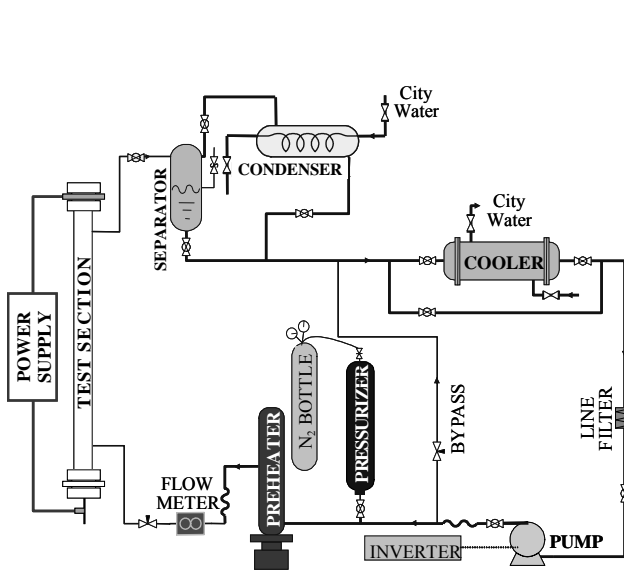 City
Water
CONDENSER
SEPARATOR
City
Water
COOLER
POWER
SUPPLY
TEST SECTION
N2 BOTTLE
PRESSURIZER
BYPASS
LINE
FILTER
PREHEATER
FLOW
METER
INVERTER
PUMP